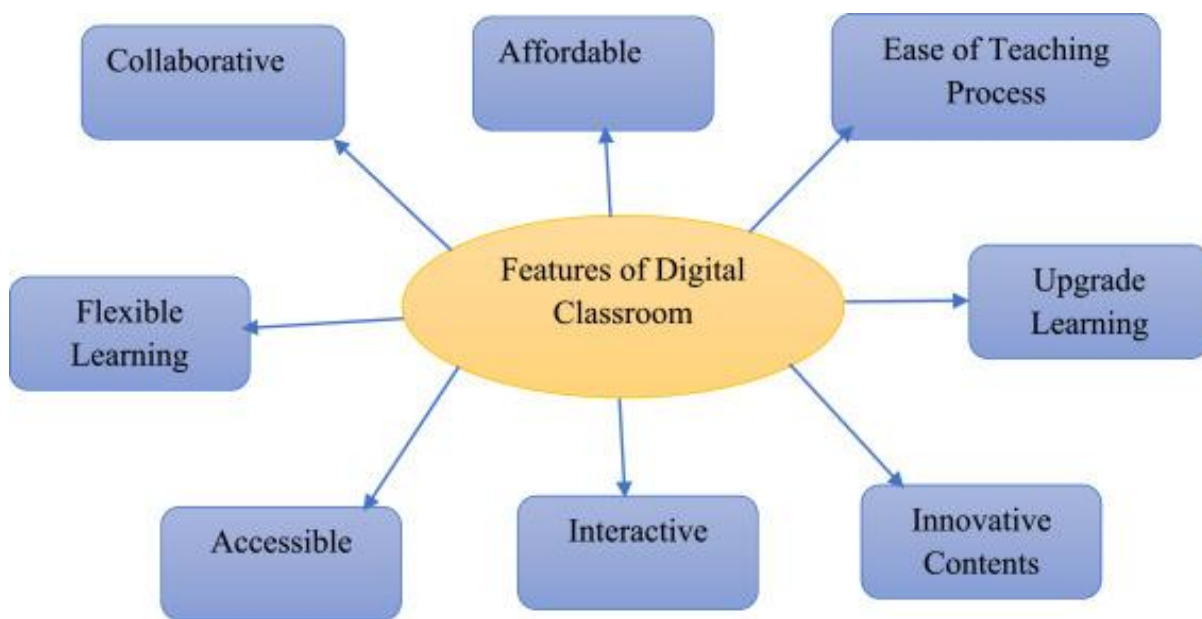 Collaborative
Affordable
Ease of Teaching
Process
Features of Digital
Classroom
Flexible
Learning
Upgrade
Learning
Accessible
Interactive
Innovative
Contents